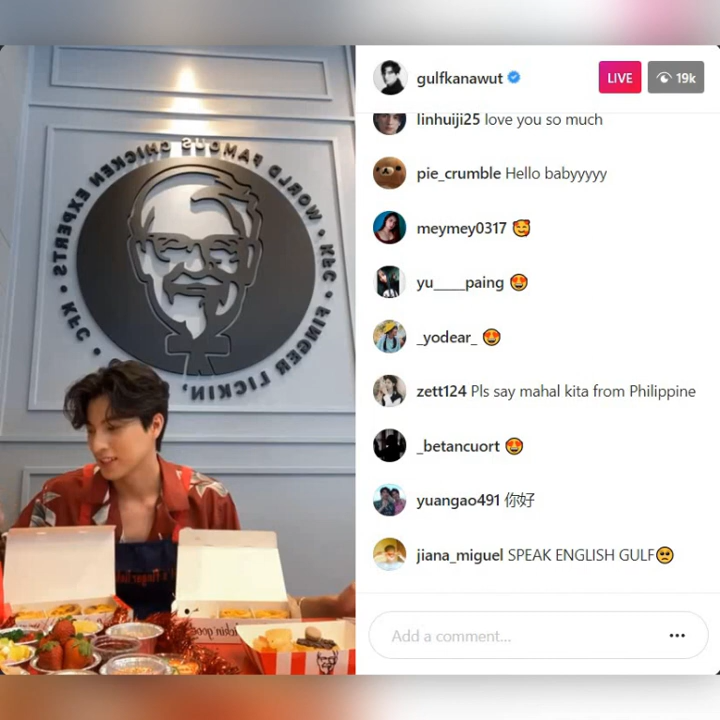 gulfkanawut
LIVE
19k
linhuiji25 love you so much
pie_crumble Hello babyyyyy
meymey0317 🥰
yu____paing 😍
_yodear_ 😍
zett124 Pls say mahal kita from Philippine
_betancuort 😍
yuangao491 你好
jiana_miguel SPEAK ENGLISH GULF🥺
Add a comment...
WORLD FAMOUS CHICKEN EXPERTS • KFC • FINGER LICKIN' • KFC •